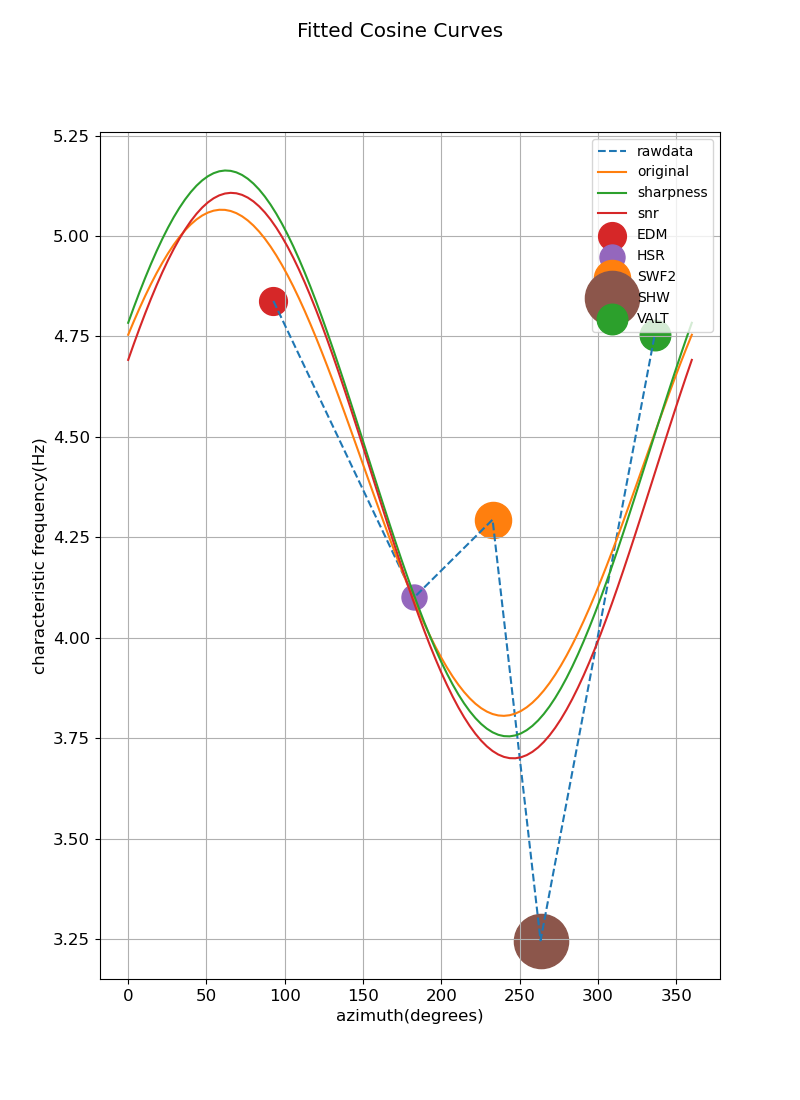 Fitted Cosine Curves
5.25
5.00
4.75
4.50
4.25
4.00
3.75
3.50
3.25
characteristic frequency(Hz)
rawdata
original
sharpness
snr
EDM
HSR
SWF2
SHW
VALT
0 50 100 150 200 250 300 350
azimuth(degrees)